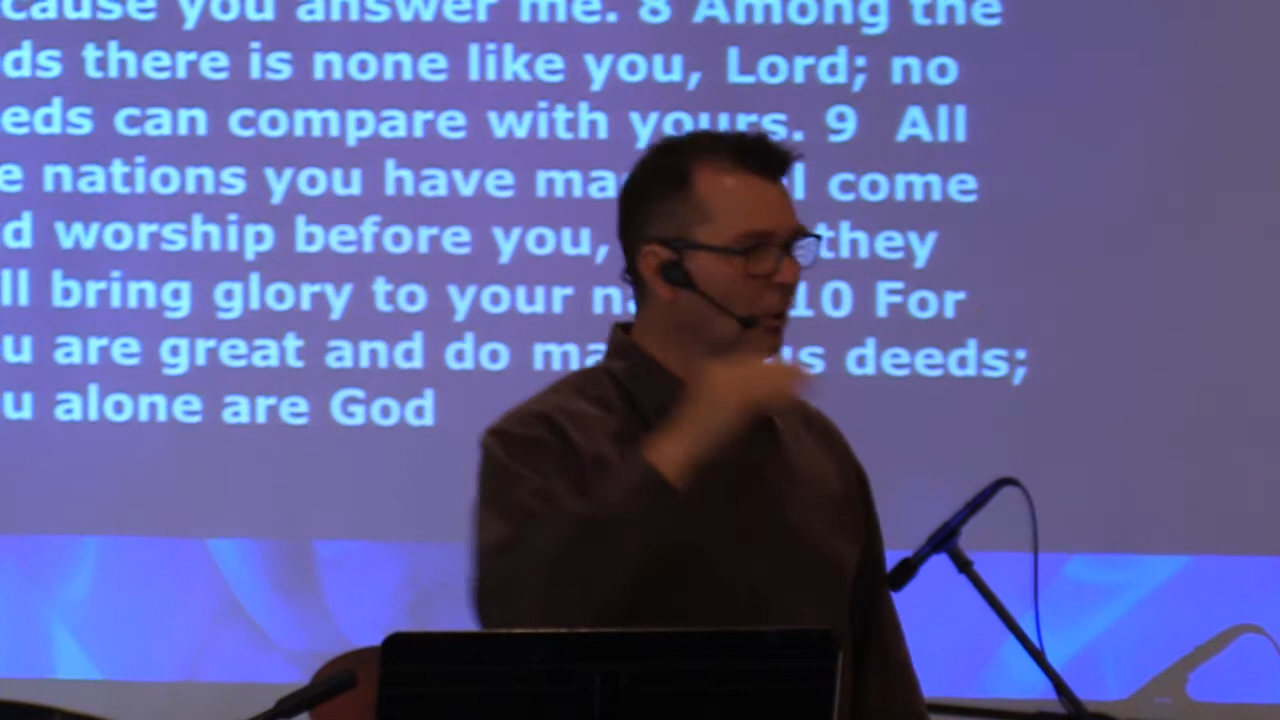 cause you answer me. 8 Among the
ds there is none like you, Lord; no
eds can compare with yours. 9 All
e nations you have ma l come
d worship before you, they
ll bring glory to your na 10 For
u are great and do ma us deeds;
u alone are God